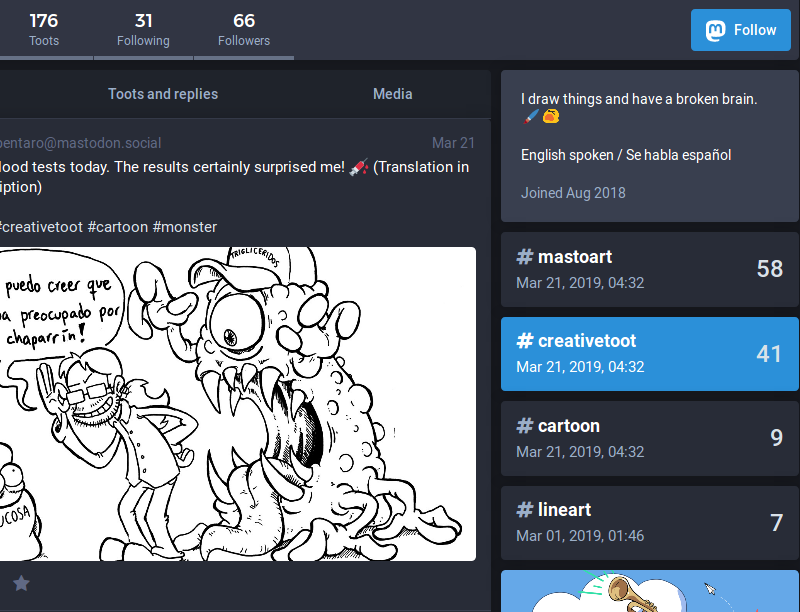 176
Toots
31
Following
66
Followers
Follow
Toots and replies
Media
pentaro@mastodon.social
Mar 21
lood tests today. The results certainly surprised me! 💉 (Translation in
iption)
#creativetoot #cartoon #monster
TRIGLICERIDOS
puedo creer que
a preocupado por
chaparrín!
UCOSA
I draw things and have a broken brain.
🖌️
English spoken / Se habla español
Joined Aug 2018
# mastoart
Mar 21, 2019, 04:32
58
# creativetoot
Mar 21, 2019, 04:32
41
# cartoon
Mar 21, 2019, 04:32
9
# lineart
Mar 01, 2019, 01:46
7